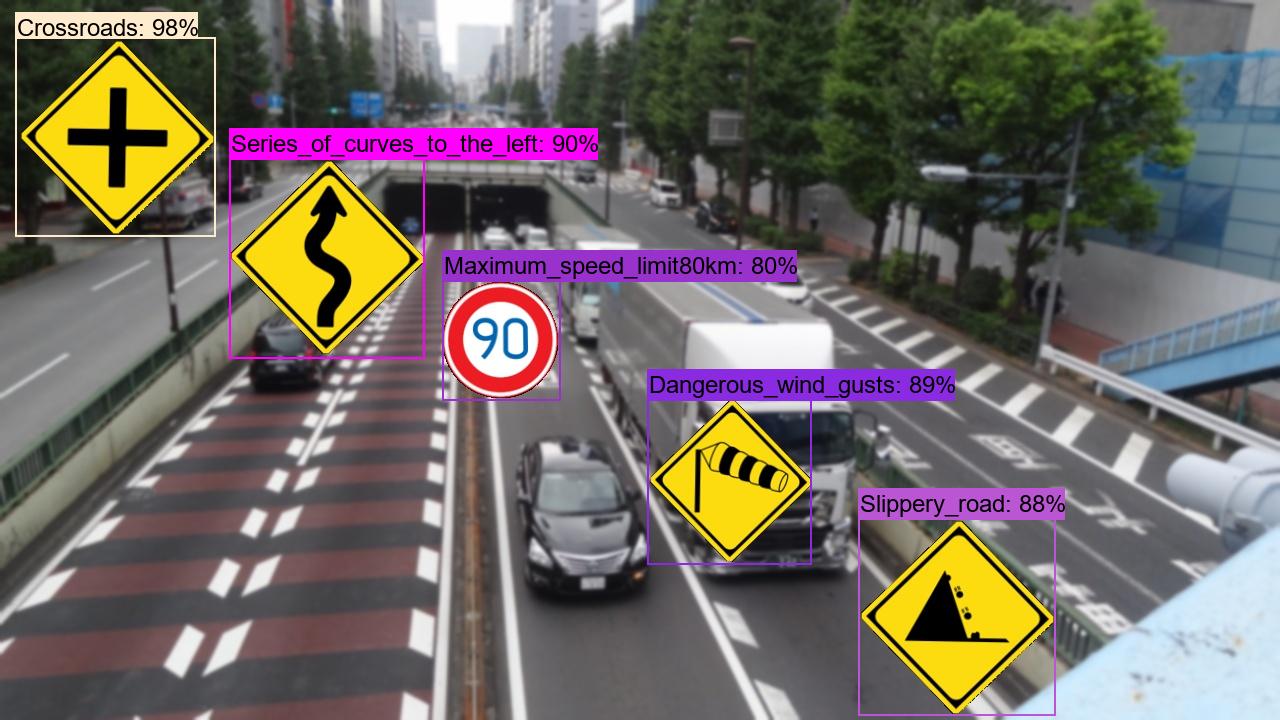 Crossroads: 98%
Series_of_curves_to_the_left: 90%
Maximum_speed_limit80km: 80%
90
Dangerous_wind_gusts: 89%
Slippery_road: 88%